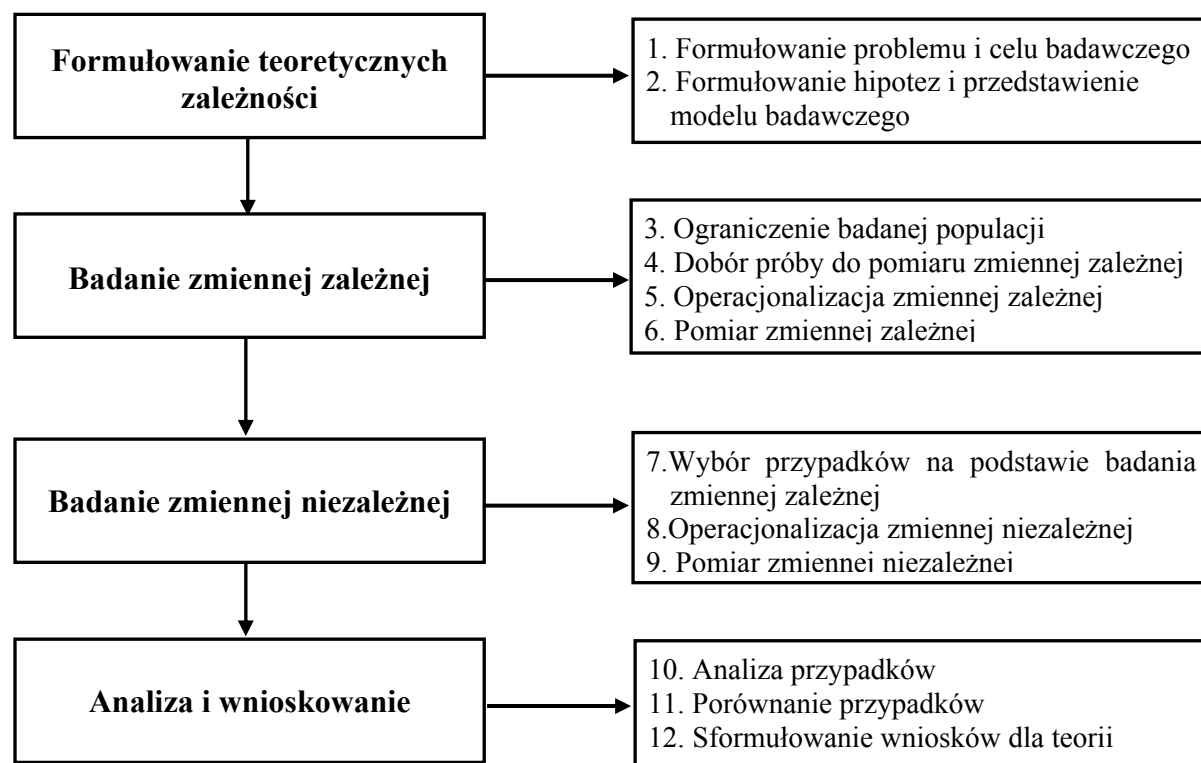 Formułowanie teoretycznych
zależności
1. Formułowanie problemu i celu badawczego
2. Formułowanie hipotez i przedstawienie
modelu badawczego
Badanie zmiennej zależnej
3. Ograniczenie badanej populacji
4. Dobór próby do pomiaru zmiennej zależnej
5. Operacjonalizacja zmiennej zależnej
6. Pomiar zmiennej zależnej
Badanie zmiennej niezależnej
7.Wybór przypadków na podstawie badania
zmiennej zależnej
8.Operacjonalizacja zmiennej niezależnej
9. Pomiar zmiennej niezależnej
Analiza i wnioskowanie
10. Analiza przypadków
11. Porównanie przypadków
12. Sformułowanie wniosków dla teorii